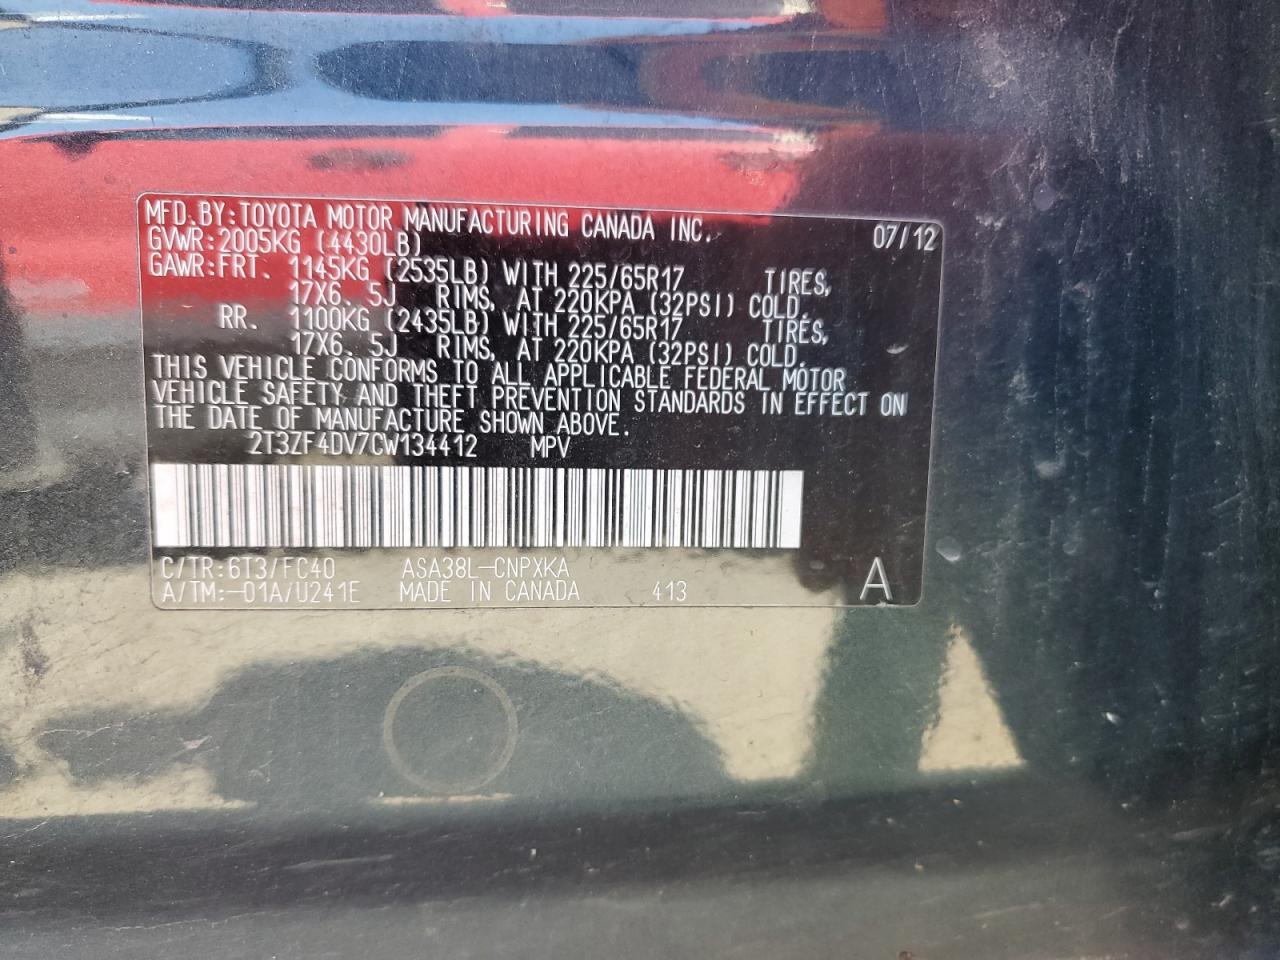 MFD.BY:TOYOTA MOTOR MANUFACTURING CANADA INC. 07/12
GVWR:2005KG (4430LB)
GAWR:FRT. 1145KG (2535LB) WITH 225/65R17 TIRES,
17X6.5J RIMS, AT 220KPA (32PSI) COLD.
RR. 1100KG (2435LB) WITH 225/65R17 TIRES,
17X6.5J RIMS, AT 220KPA (32PSI) COLD.
THIS VEHICLE CONFORMS TO ALL APPLICABLE FEDERAL MOTOR
VEHICLE SAFETY AND THEFT PREVENTION STANDARDS IN EFFECT ON
THE DATE OF MANUFACTURE SHOWN ABOVE.
2T3ZF4DV7CW134412 MPV
C/TR:6T3/FC40 ASA38L-CNPXKA
A/TM:-01A/U241E MADE IN CANADA 413 A